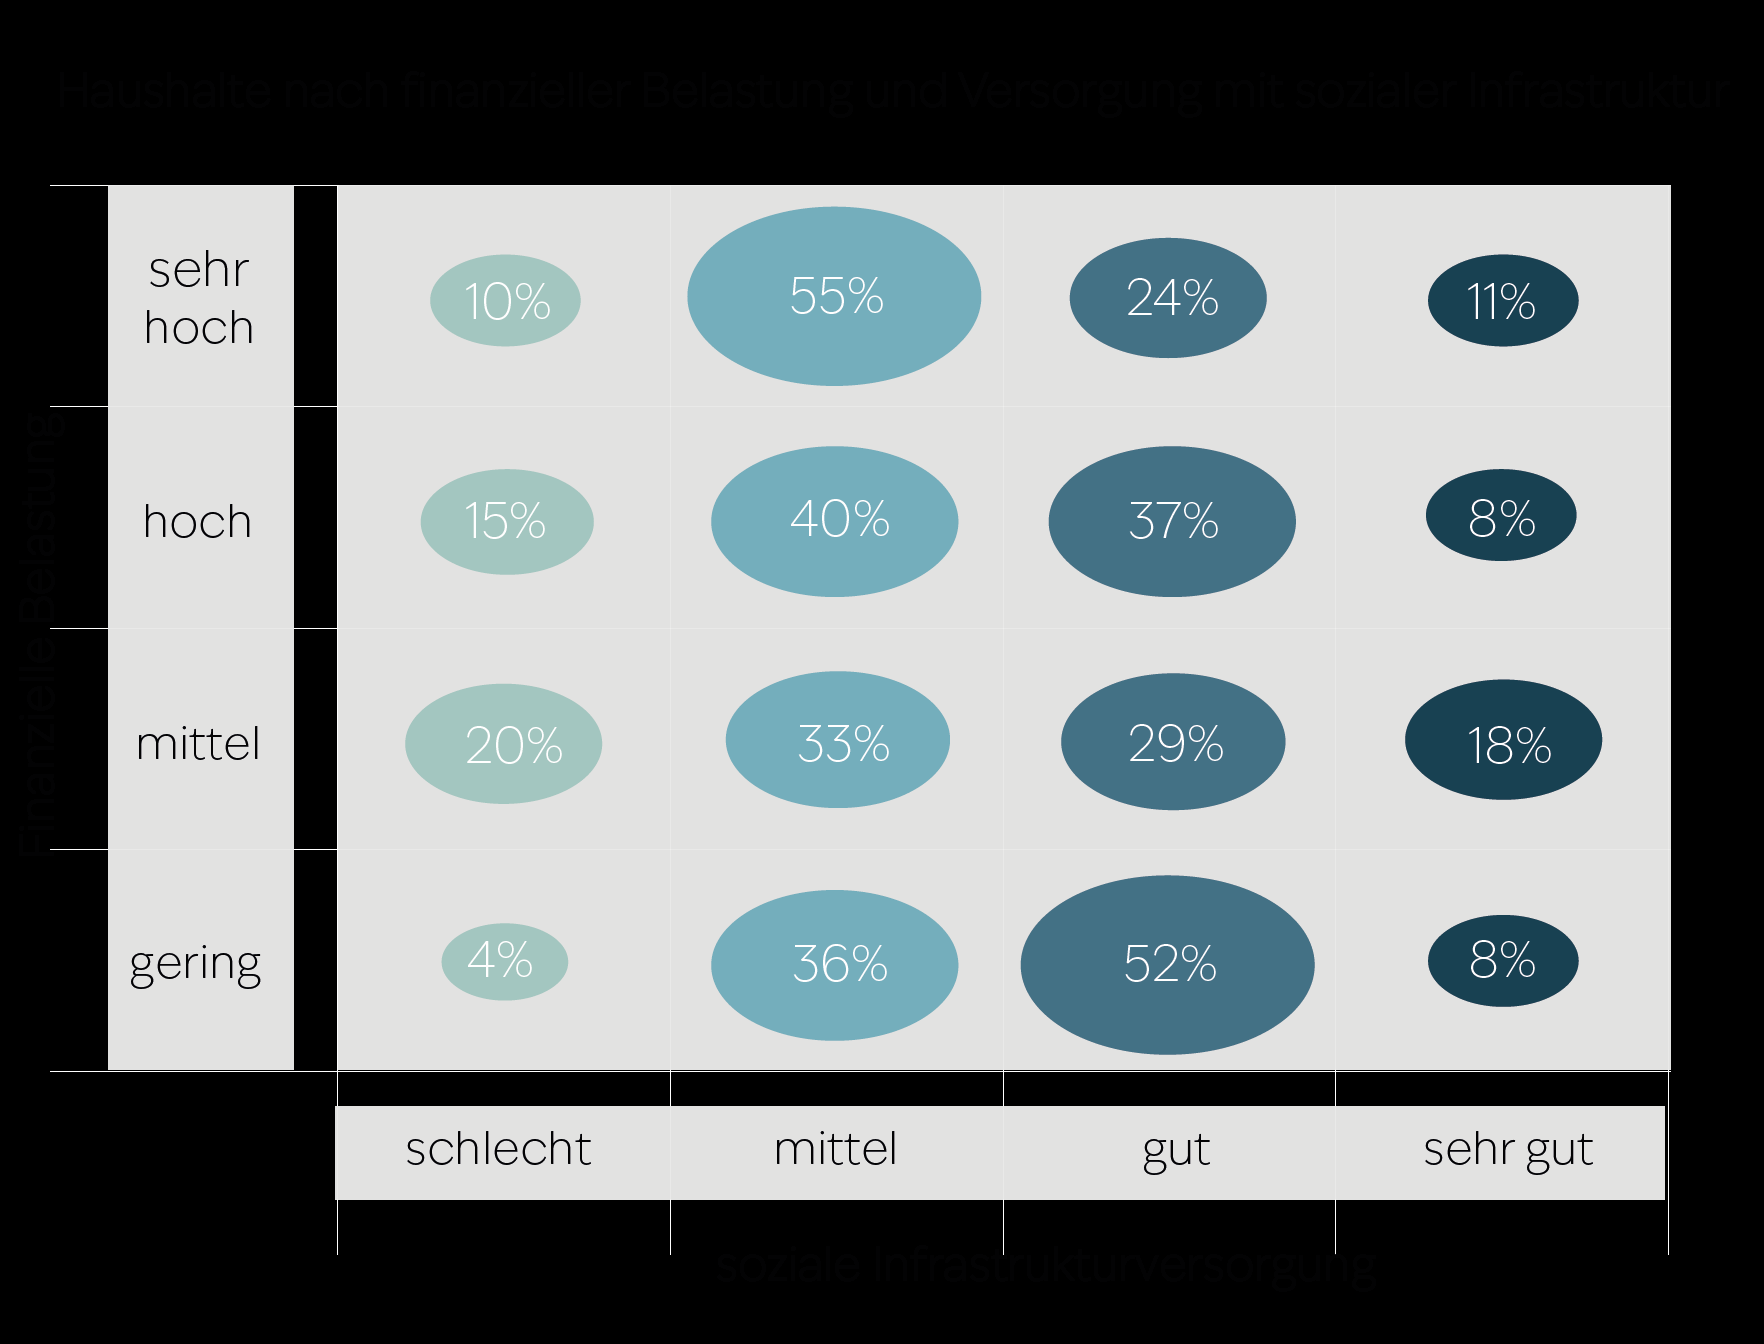 Haushalte nach finanzieller Belastung und Versorgung mit sozialer Infrastruktur
Finanzielle Belastung
sehr
hoch
10% 55% 24% 11%
hoch 15% 40% 37% 8%
mittel 20% 33% 29% 18%
gering 4% 36% 52% 8%
schlecht mittel gut sehr gut
soziale Infrastrukturversorgung